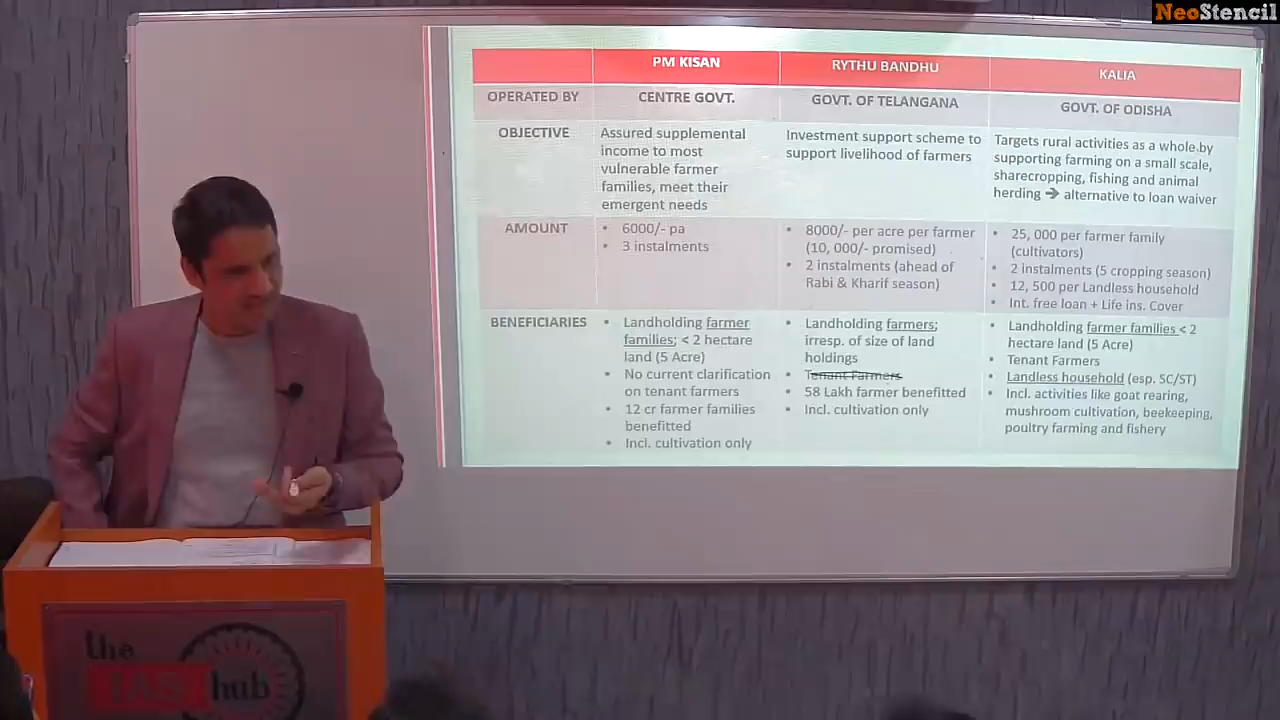 NeoStencil
PM KISAN
RYTHU BANDHU
KALIA
OPERATED BY
CENTRE GOVT.
GOVT. OF TELANGANA
GOVT. OF ODISHA
OBJECTIVE
Assured supplemental
income to most
vulnerable farmer
families, meet their
emergent needs
Investment support scheme to
support livelihood of farmers
Targets rural activities as a whole by
supporting farming on a small scale,
sharecropping, fishing and animal
herding ➔ alternative to loan waiver
AMOUNT
• 6000/- pa
• 3 instalments
• 8000/- per acre per farmer
(10, 000/- promised)
• 2 instalments (ahead of
Rabi & Kharif season)
• 25, 000 per farmer family
(cultivators)
• 2 instalments (5 cropping season)
• 12, 500 per Landless household
• Int. free loan + Life ins. Cover
BENEFICIARIES
• Landholding farmer
families; < 2 hectare
land (5 Acre)
• No current clarification
on tenant farmers
• 12 cr farmer families
benefitted
• Incl. cultivation only
• Landholding farmers;
irresp. of size of land
holdings
• Tenant Farmers
• 58 Lakh farmer benefitted
• Incl. cultivation only
• Landholding farmer families < 2
hectare land (5 Acre)
• Tenant Farmers
• Landless household (esp. SC/ST)
• Incl. activities like goat rearing,
mushroom cultivation, beekeeping,
poultry farming and fishery
the
IAS hub